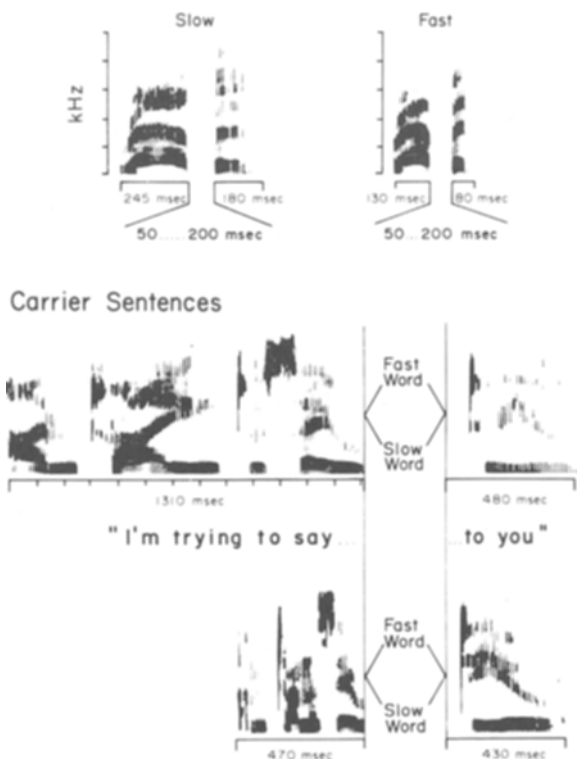 Slow Fast
kHz
245 msec 180 msec 130 msec 80 msec
50.....200 msec 50...200 msec
Carrier Sentences
Fast
Word
Slow
Word
1310 msec 480 msec
"I'm trying to say.... ..to you"
Fast
Word
Slow
Word
470 msec 430 msec